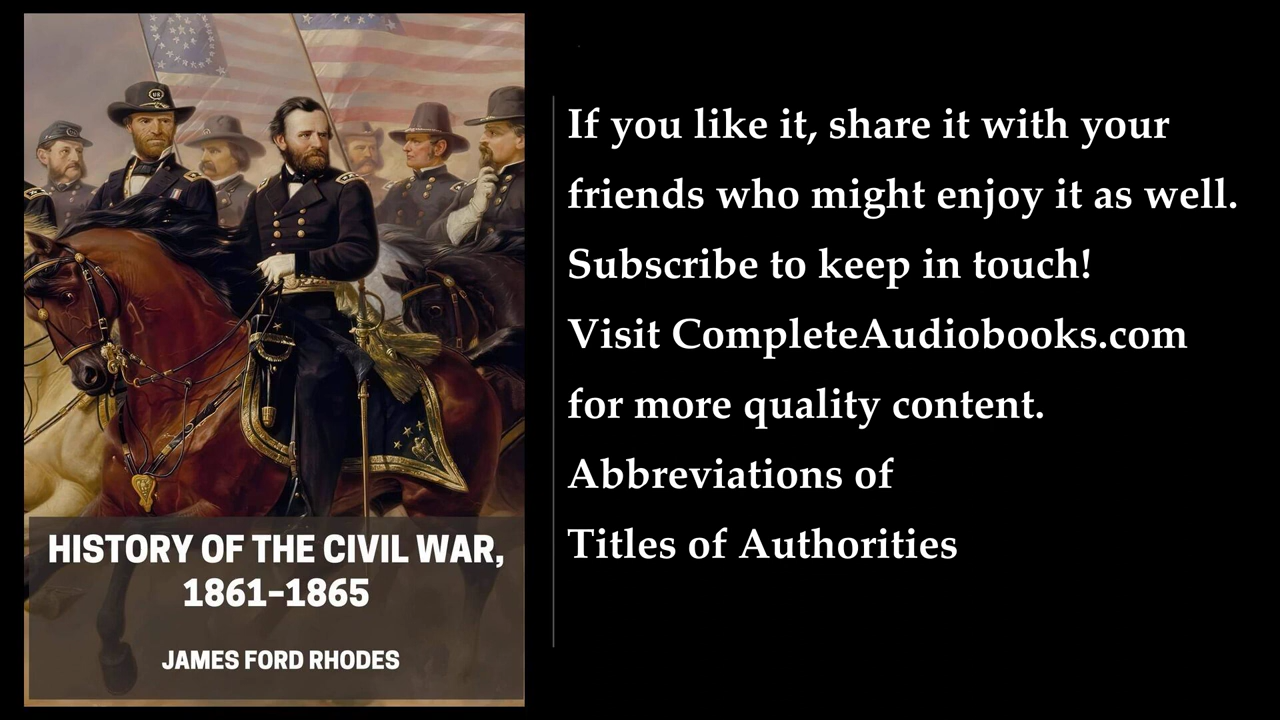 HISTORY OF THE CIVIL WAR,
1861–1865
JAMES FORD RHODES
If you like it, share it with your
friends who might enjoy it as well.
Subscribe to keep in touch!
Visit CompleteAudiobooks.com
for more quality content.
Abbreviations of
Titles of Authorities